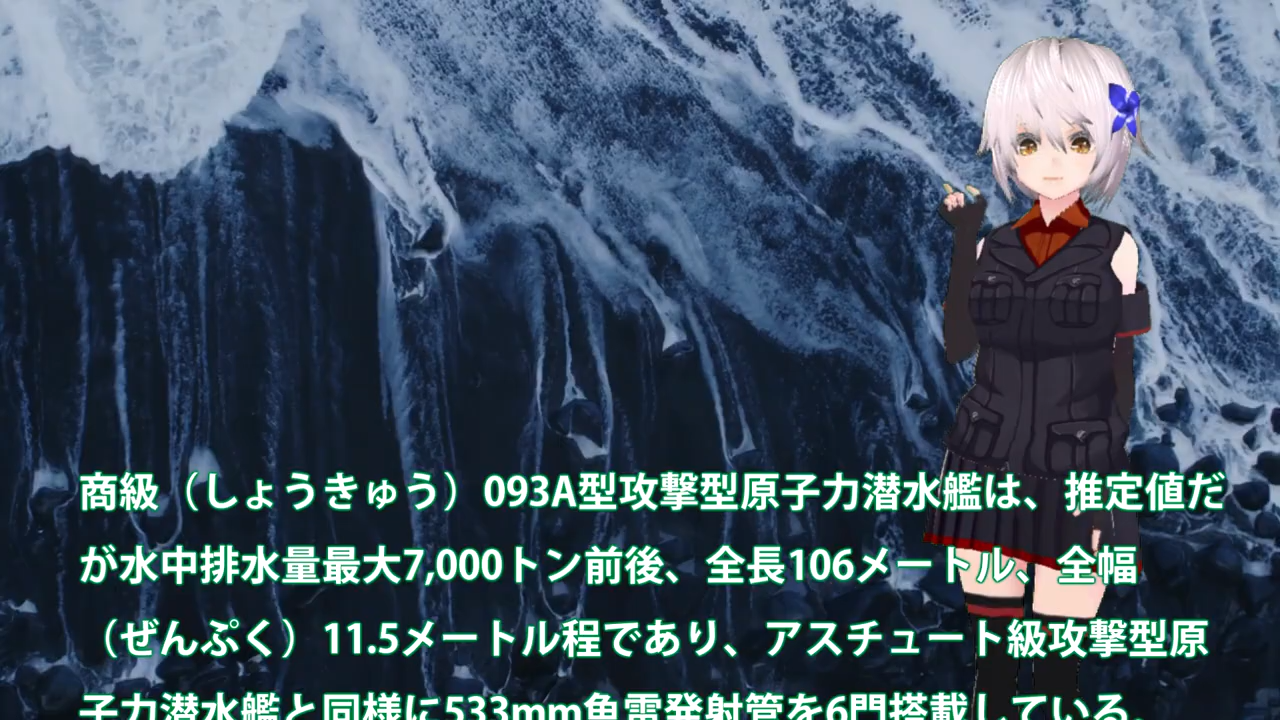 商級（しょうきゅう）093A型攻撃型原子力潜水艦は、推定値だ
が水中排水量最大7,000トン前後、全長106メートル、全幅
（ぜんぷく）11.5メートル程であり、アスチュート級攻撃型原
子力潜水艦と同様に533mm魚雷発射管を6門搭載している。